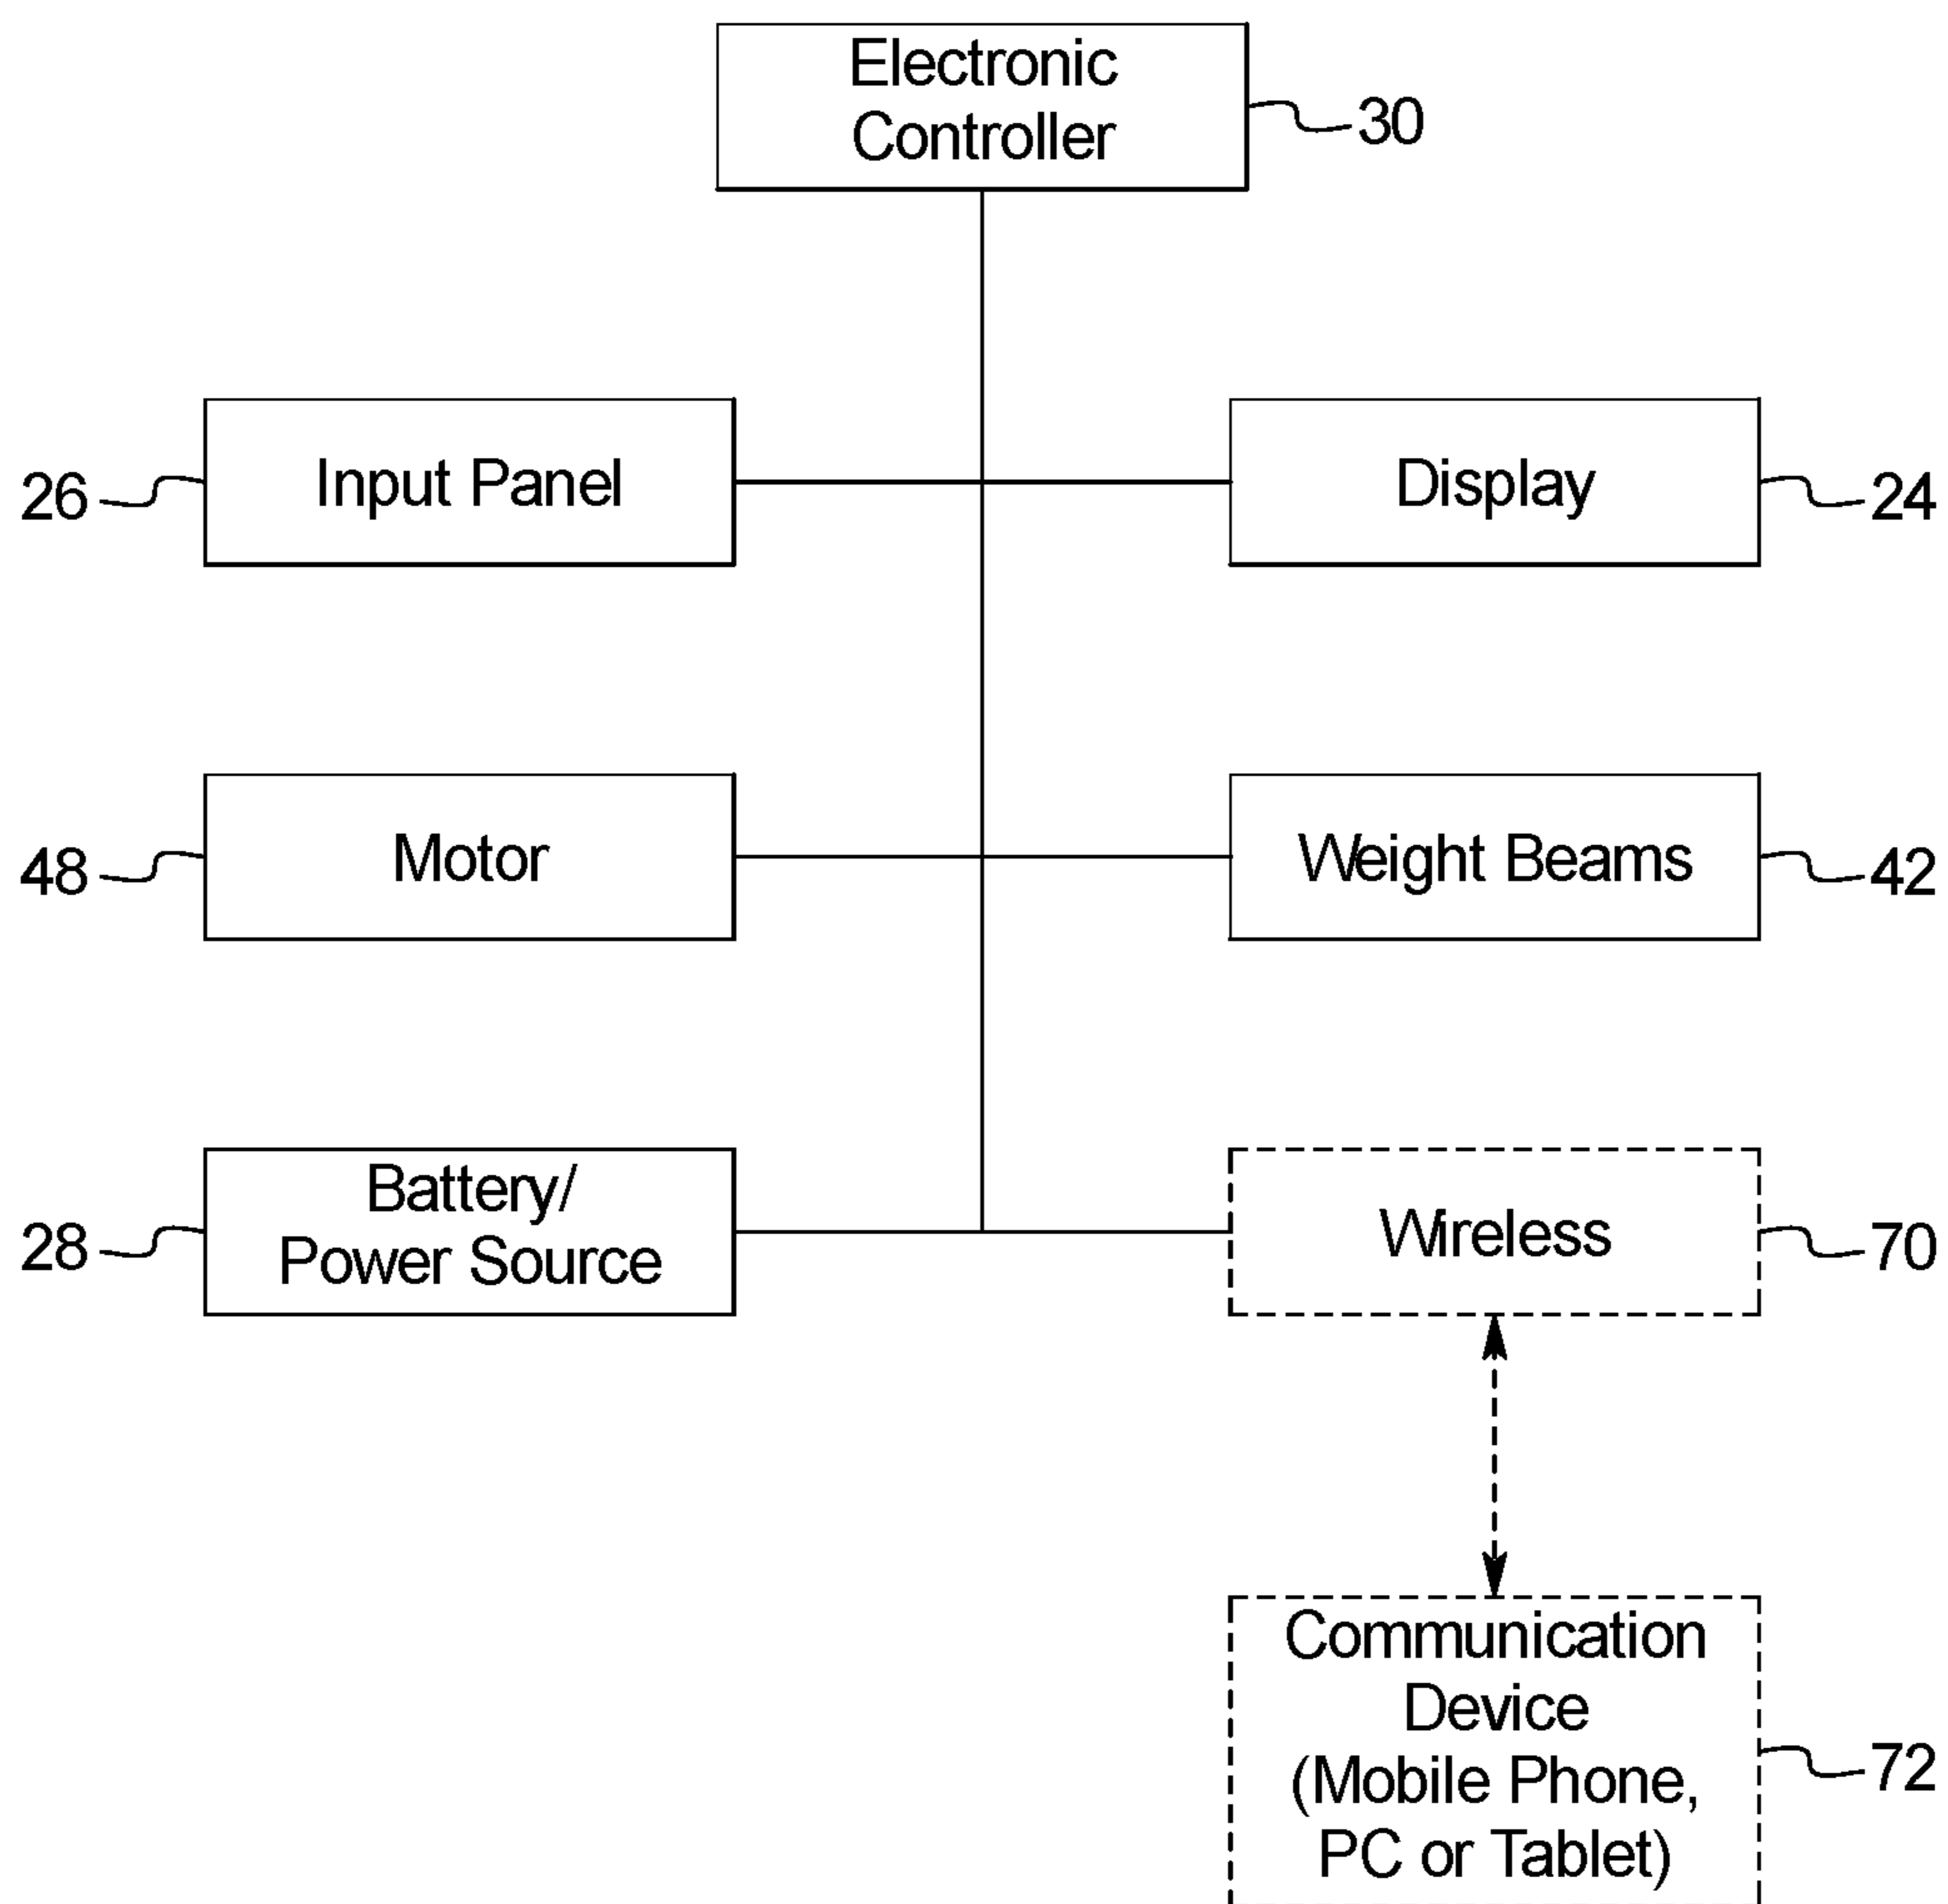 Electronic
Controller
30
26
Input Panel
Display
24
48
Motor
Weight Beams
42
28
Battery/
Power Source
Wireless
70
Communication
Device
(Mobile Phone,
PC or Tablet)
72